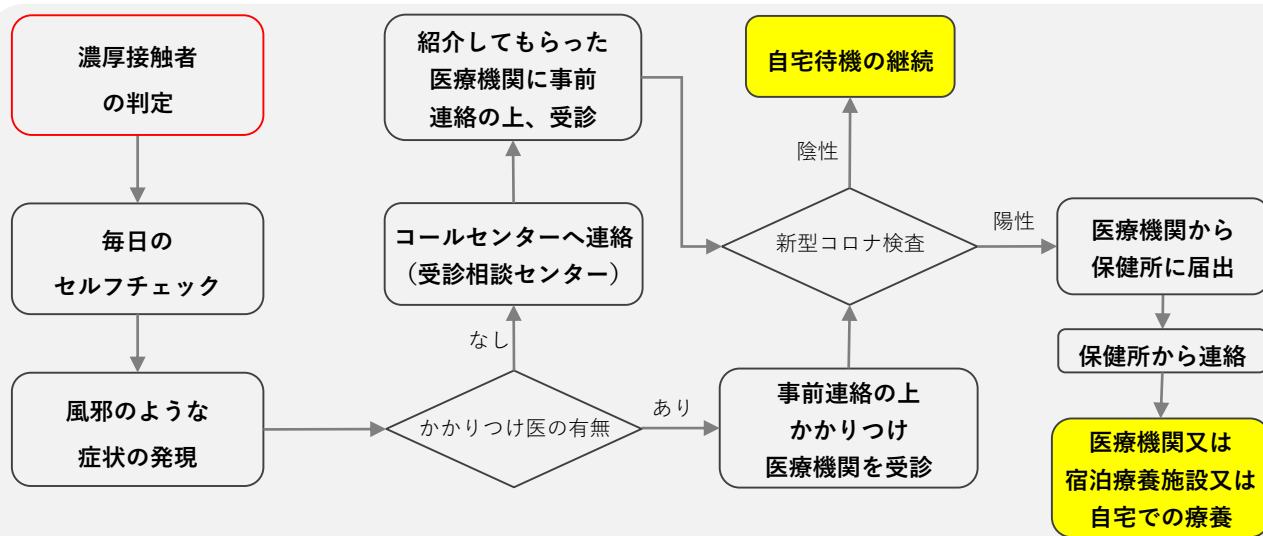 濃厚接触者
の判定
毎日の
セルフチェック
風邪のような
症状の発現
かかりつけ医の有無
なし
コールセンターへ連絡
（受診相談センター）
紹介してもらった
医療機関に事前
連絡の上、受診
あり
事前連絡の上
かかりつけ
医療機関を受診
新型コロナ検査
陰性
自宅待機の継続
陽性
医療機関から
保健所に届出
保健所から連絡
医療機関又は
宿泊療養施設又は
自宅での療養